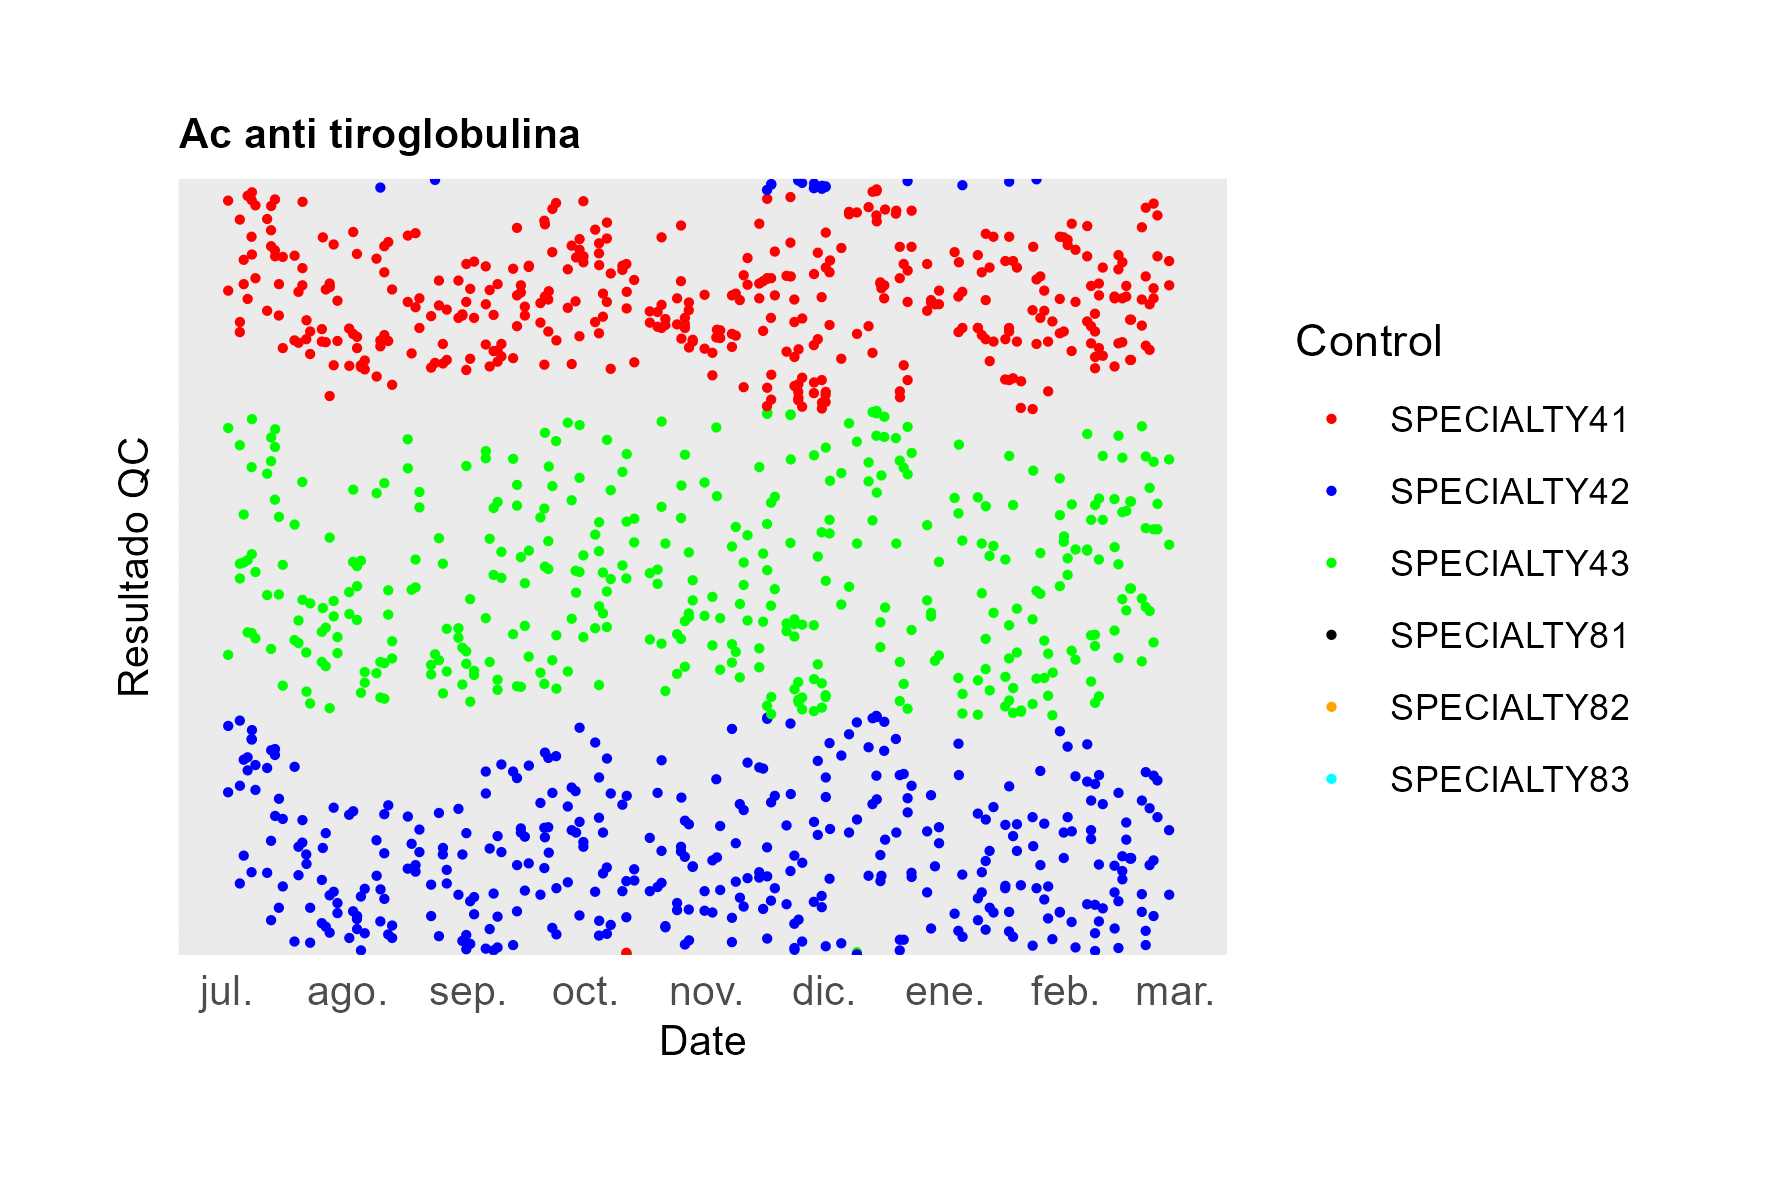 Ac anti tiroglobulina
Resultado QC
jul. ago. sep. oct. nov. dic. ene. feb. mar.
Date
Control
SPECIALTY41
SPECIALTY42
SPECIALTY43
SPECIALTY81
SPECIALTY82
SPECIALTY83